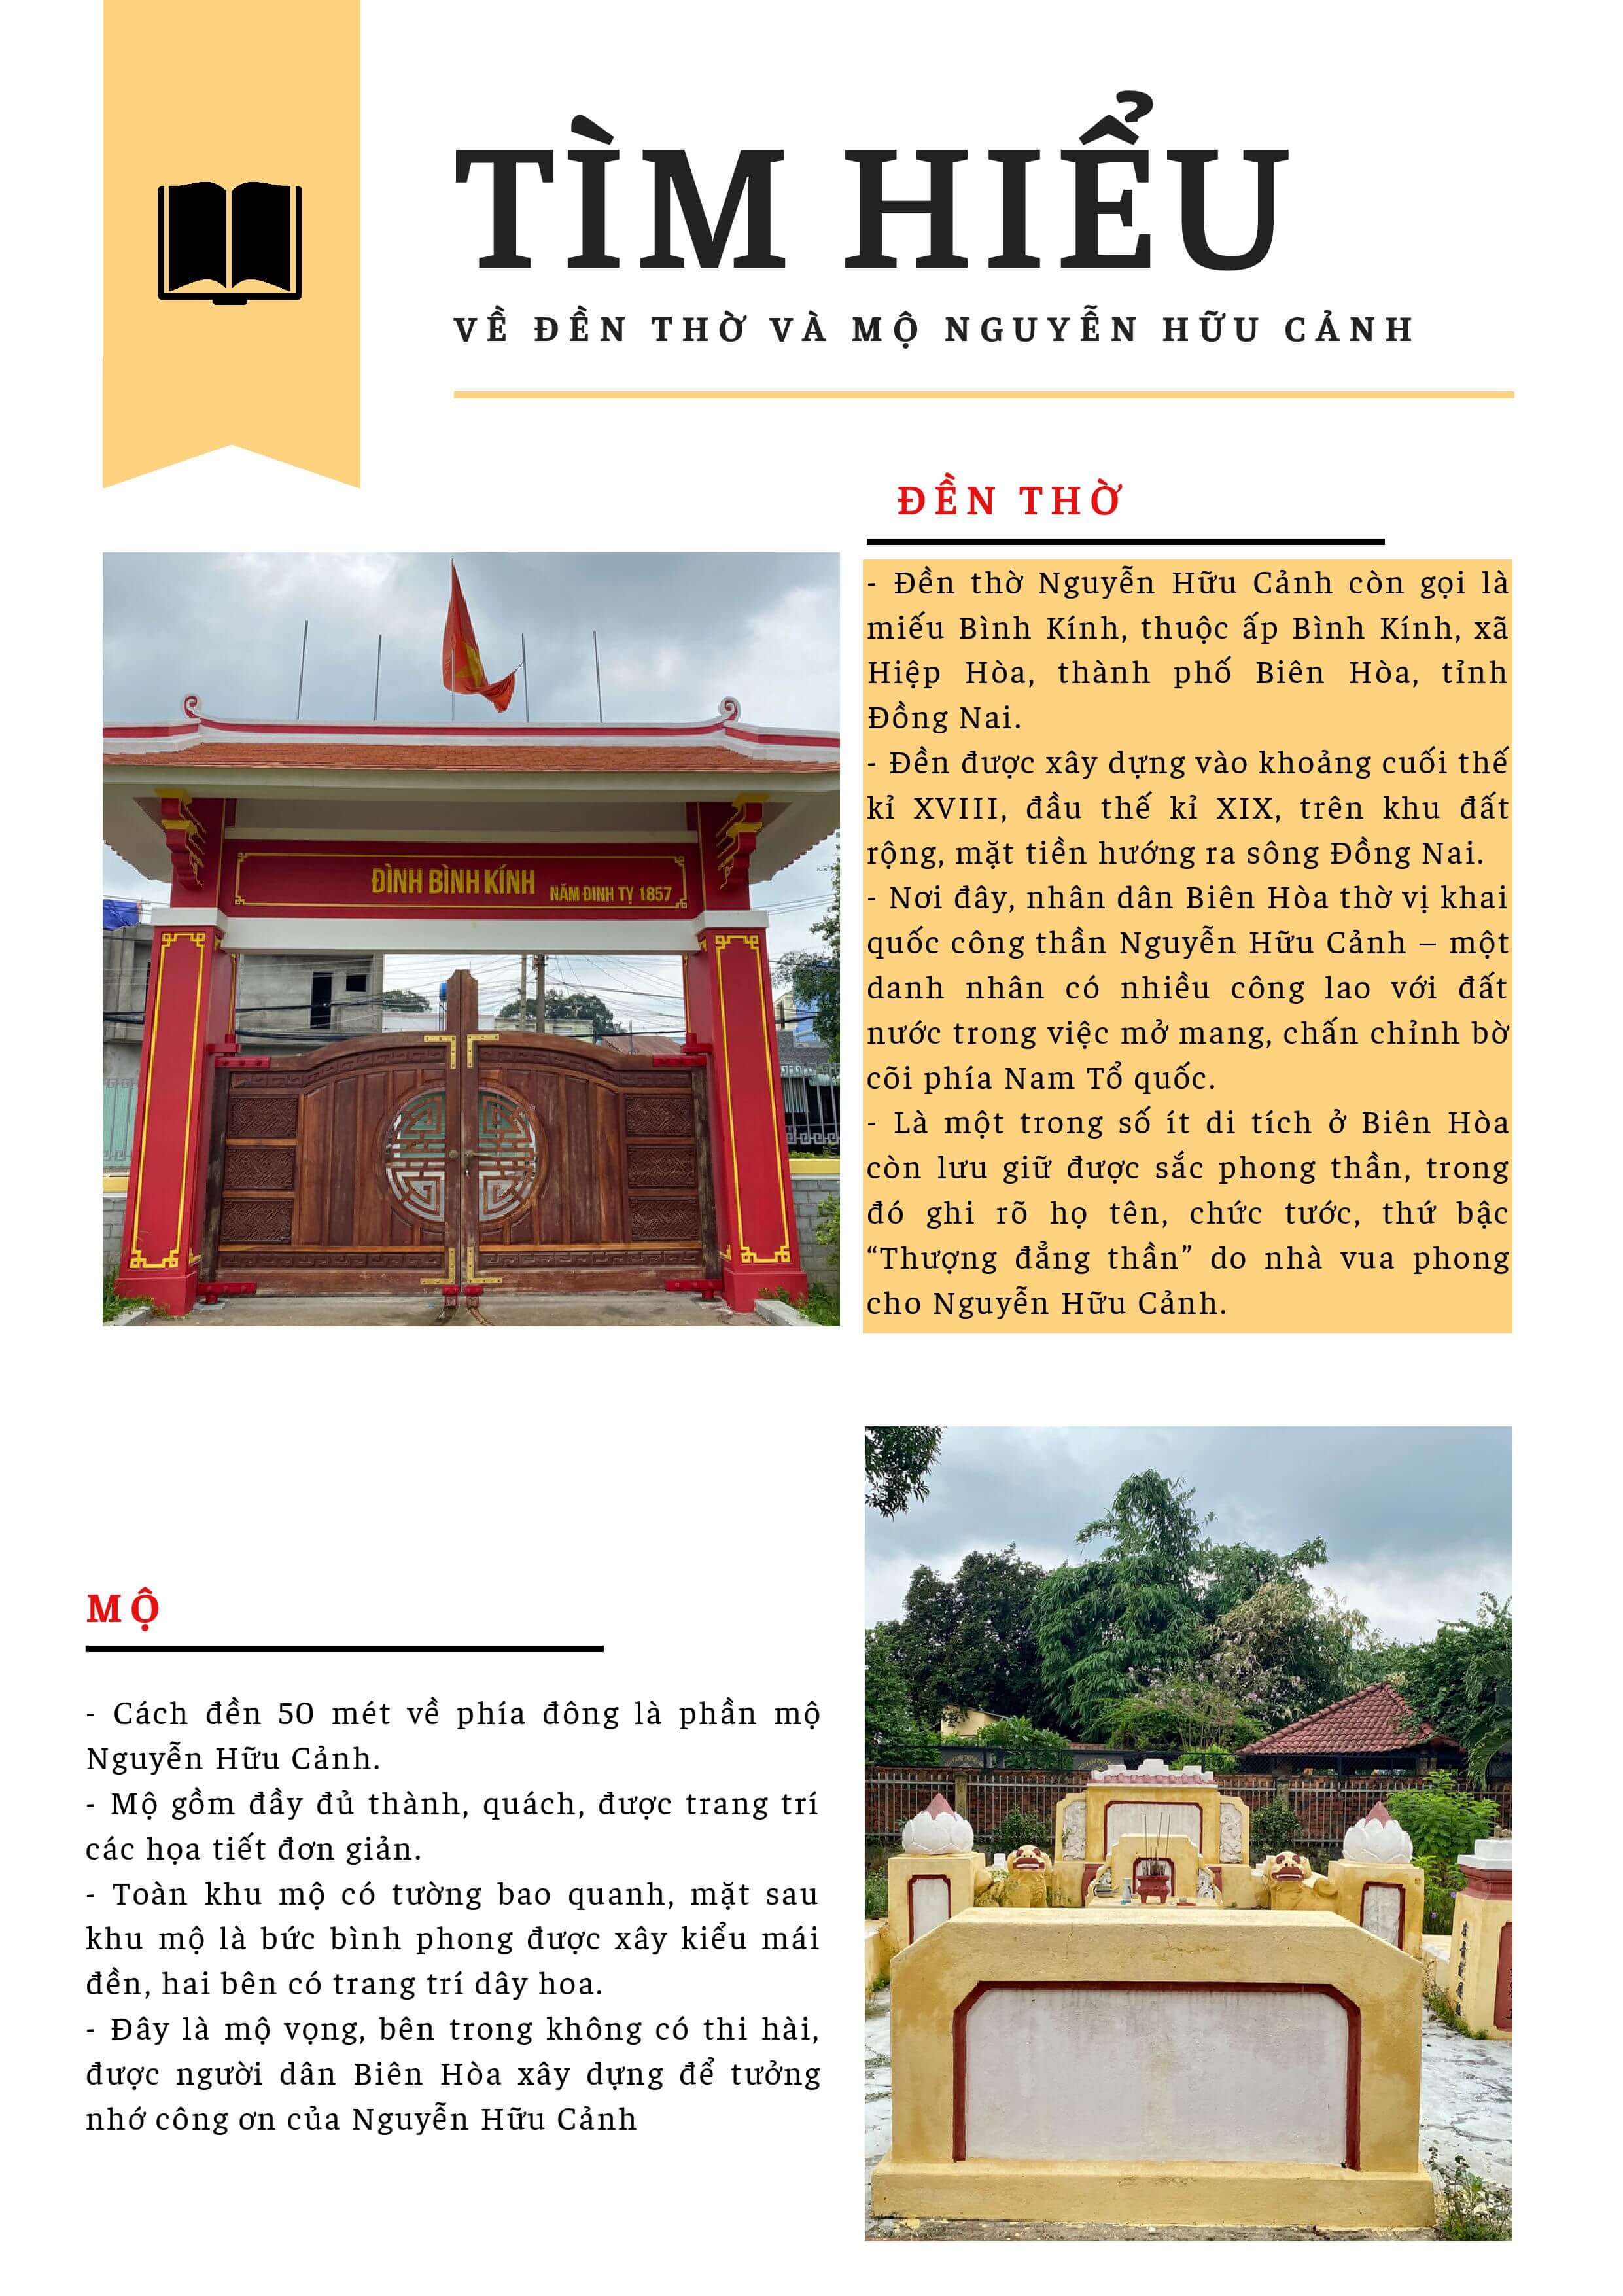 TÌM HIỂU
VỀ ĐỀN THỜ VÀ MỘ NGUYỄN HỮU CẢNH
ĐỀN THỜ
- Đền thờ Nguyễn Hữu Cảnh còn gọi là
miếu Bình Kính, thuộc ấp Bình Kính, xã
Hiệp Hòa, thành phố Biên Hòa, tỉnh
Đồng Nai.
- Đền được xây dựng vào khoảng cuối thế
kỉ XVIII, đầu thế kỉ XIX, trên khu đất
rộng, mặt tiền hướng ra sông Đồng Nai.
- Nơi đây, nhân dân Biên Hòa thờ vị khai
quốc công thần Nguyễn Hữu Cảnh – một
danh nhân có nhiều công lao với đất
nước trong việc mở mang, chấn chỉnh bờ
cõi phía Nam Tổ quốc.
- Là một trong số ít di tích ở Biên Hòa
còn lưu giữ được sắc phong thần, trong
đó ghi rõ họ tên, chức tước, thứ bậc
“Thượng đẳng thần” do nhà vua phong
cho Nguyễn Hữu Cảnh.
ĐÌNH BÌNH KÍNH
NĂM ĐINH TỴ 1857
MỘ
- Cách đền 50 mét về phía đông là phần mộ
Nguyễn Hữu Cảnh.
- Mộ gồm đầy đủ thành, quách, được trang trí
các họa tiết đơn giản.
- Toàn khu mộ có tường bao quanh, mặt sau
khu mộ là bức bình phong được xây kiểu mái
đền, hai bên có trang trí dây hoa.
- Đây là mộ vọng, bên trong không có thi hài,
được người dân Biên Hòa xây dựng để tưởng
nhớ công ơn của Nguyễn Hữu Cảnh